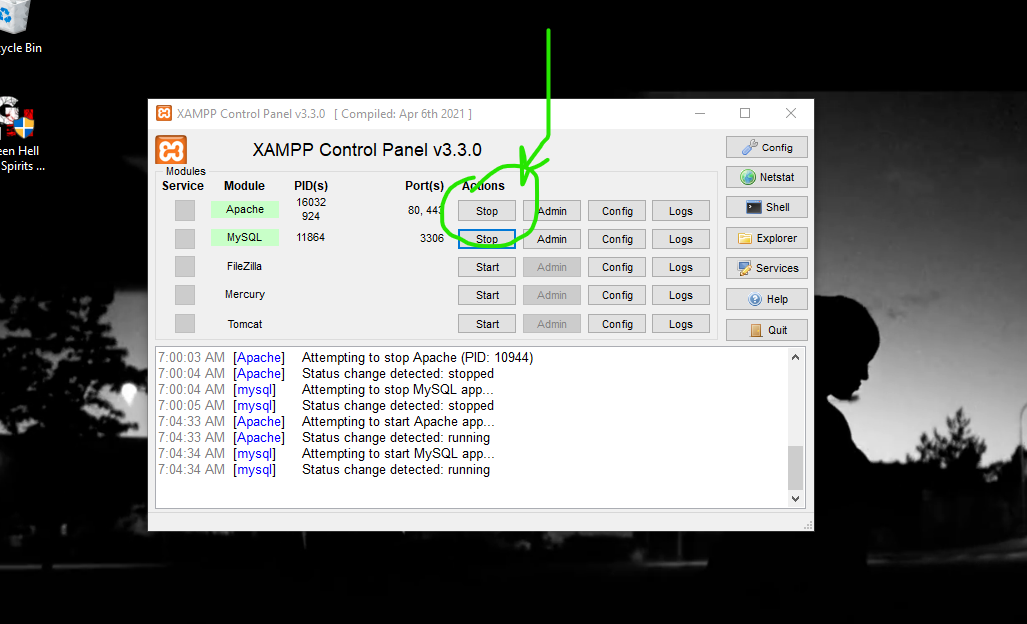 cycle Bin
een Hell
Spirits ...
XAMPP Control Panel v3.3.0 [ Compiled: Apr 6th 2021 ]
XAMPP Control Panel v3.3.0
Config
Modules
Service Module PID(s) Port(s) Actions
Netstat
Apache 16032 924 80, 443 Stop Admin Config Logs
Shell
MySQL 11864 3306 Stop Admin Config Logs
Explorer
FileZilla Start Admin Config Logs
Services
Mercury Start Admin Config Logs
Help
Tomcat Start Admin Config Logs
Quit
7:00:03 AM [Apache] Attempting to stop Apache (PID: 10944)
7:00:04 AM [Apache] Status change detected: stopped
7:00:04 AM [mysql] Attempting to stop MySQL app...
7:00:05 AM [mysql] Status change detected: stopped
7:04:33 AM [Apache] Attempting to start Apache app...
7:04:33 AM [Apache] Status change detected: running
7:04:34 AM [mysql] Attempting to start MySQL app...
7:04:34 AM [mysql] Status change detected: running